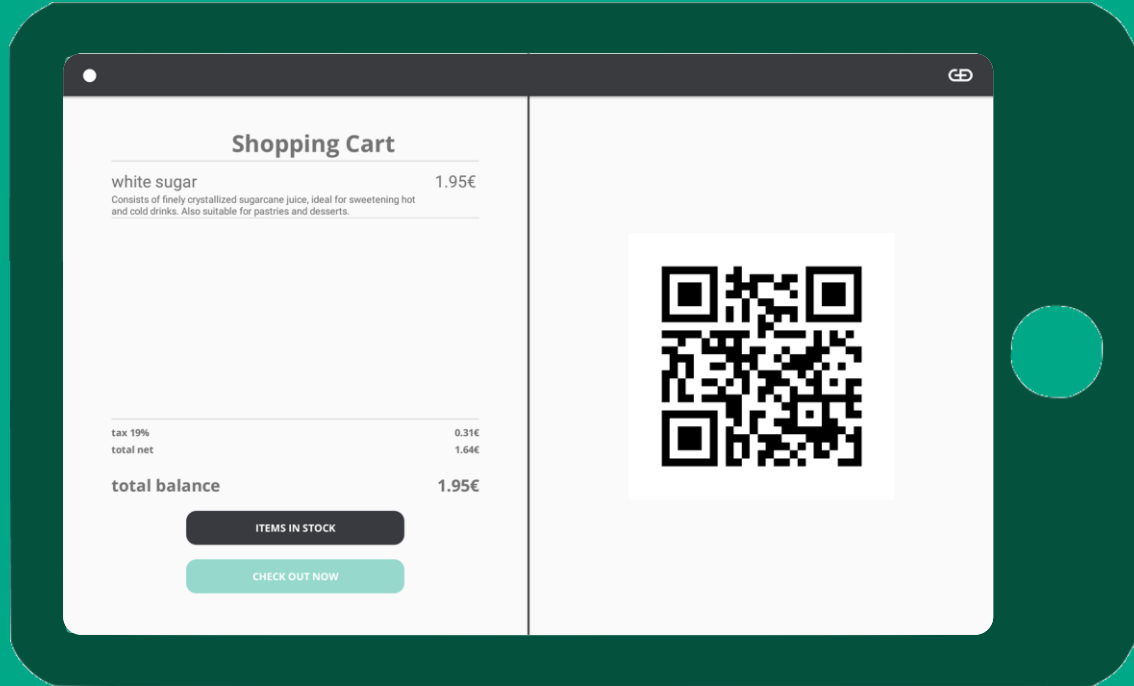 Shopping Cart
white sugar 1.95€
Consists of finely crystallized sugarcane juice, ideal for sweetening hot
and cold drinks. Also suitable for pastries and desserts.
tax 19% 0.31€
total net 1.64€
total balance 1.95€
ITEMS IN STOCK
CHECK OUT NOW